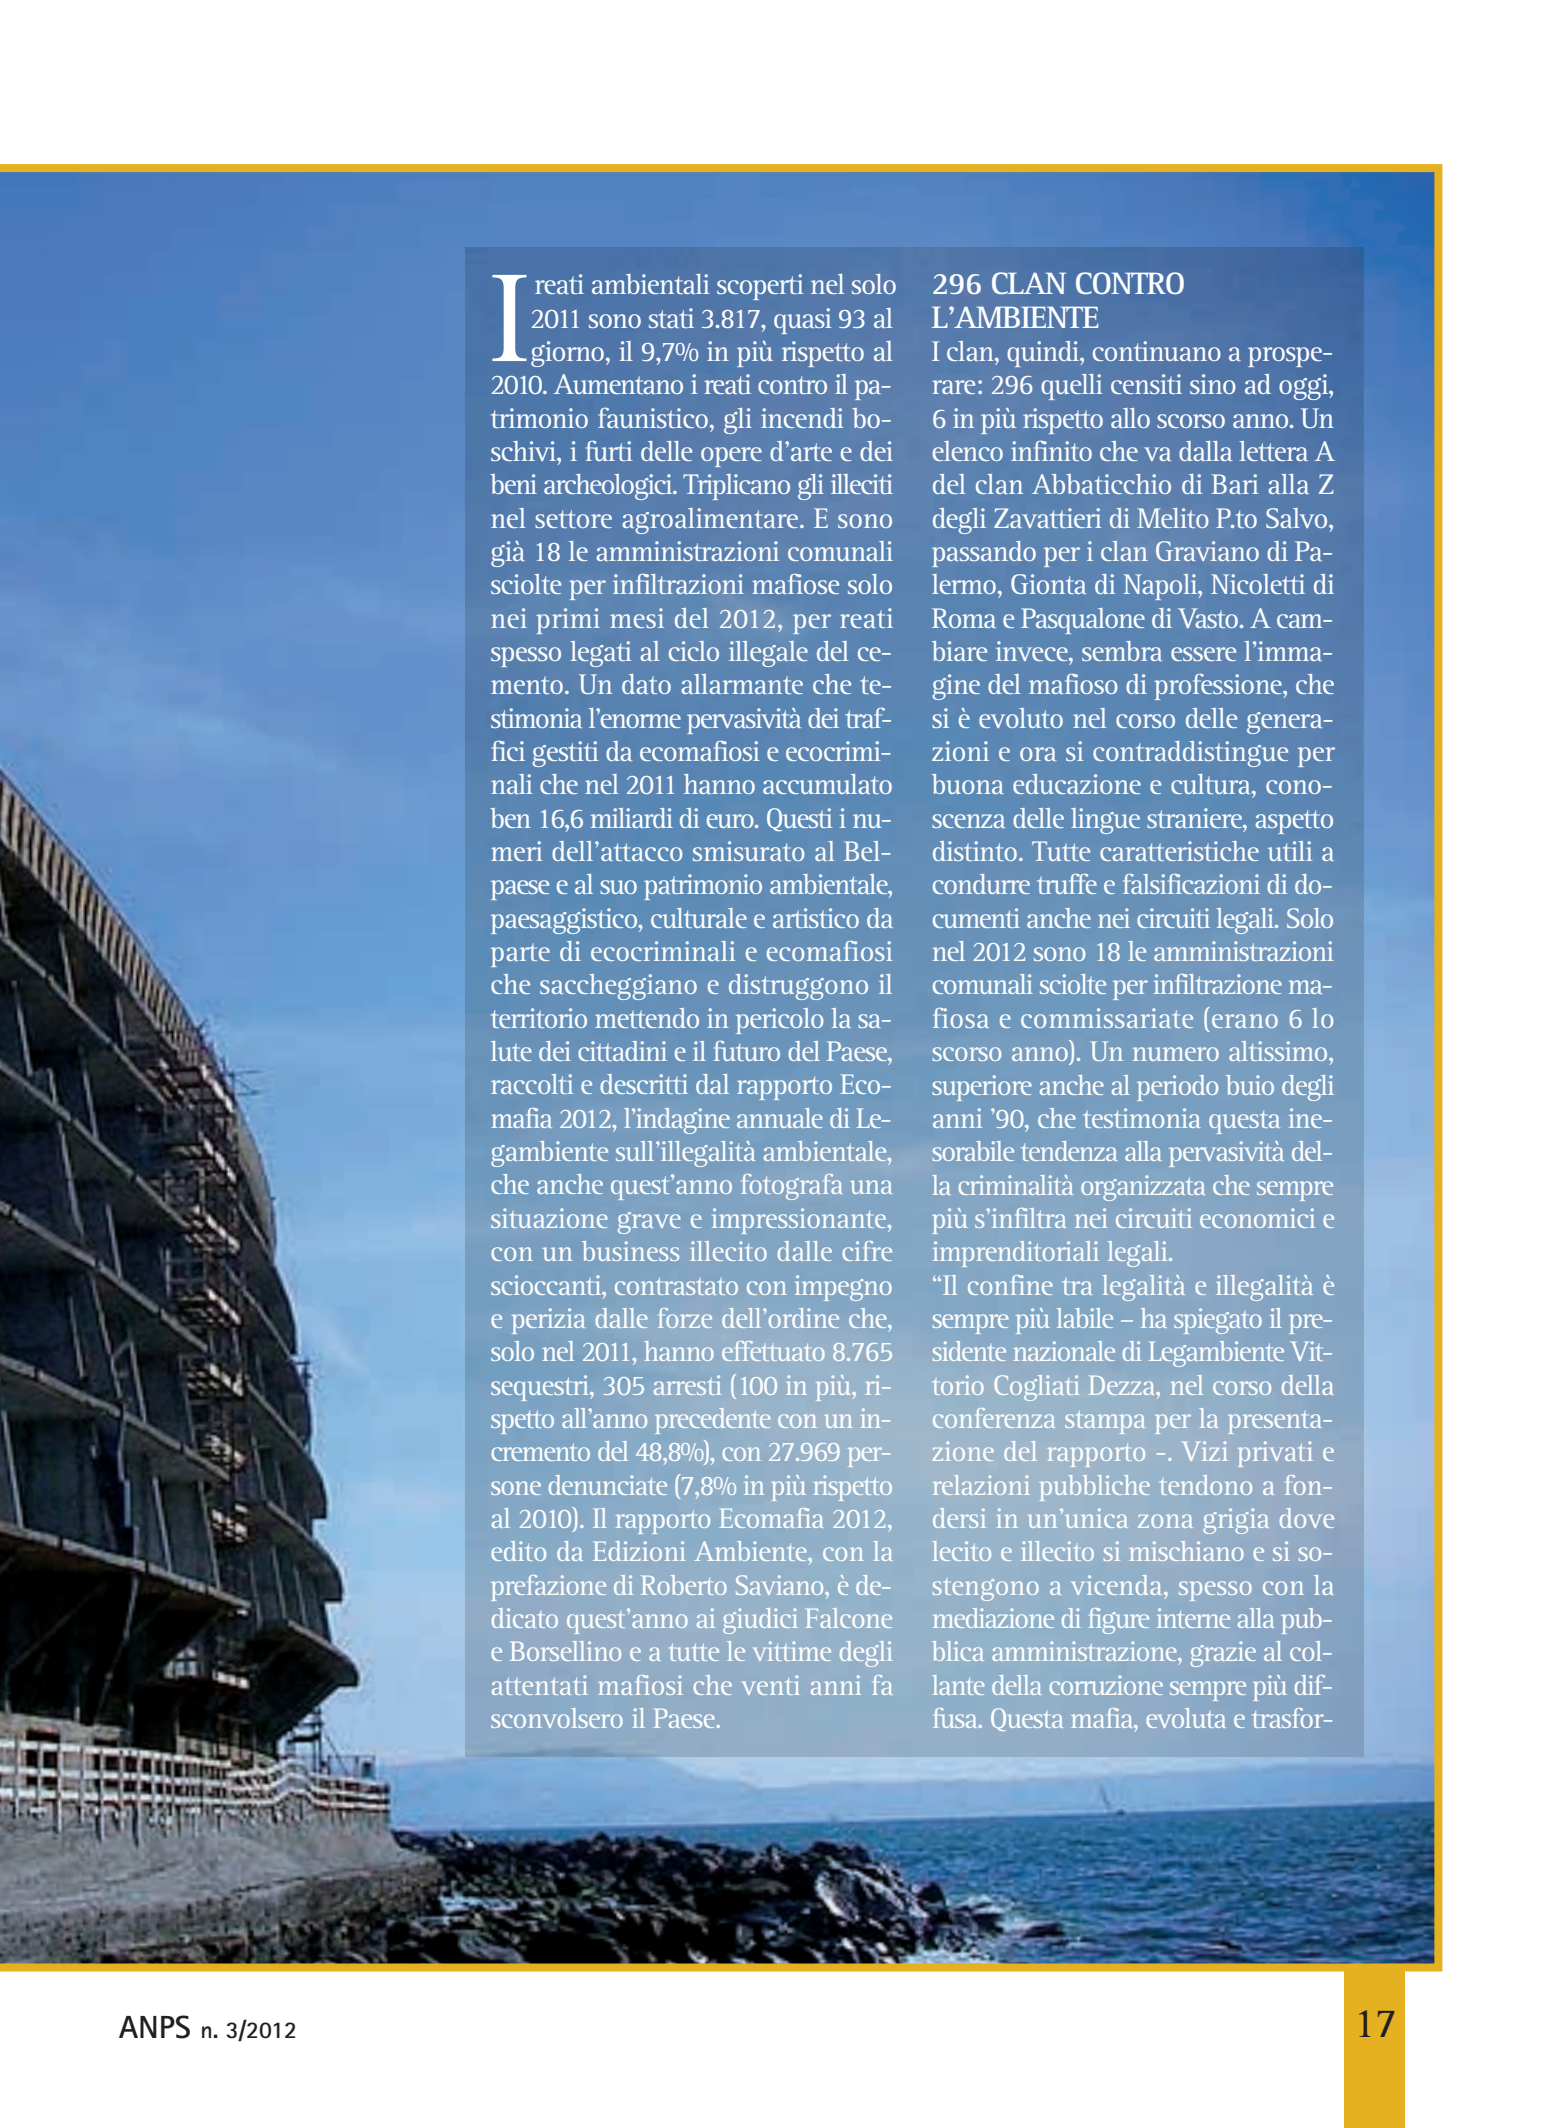 I reati ambientali scoperti nel solo
2011 sono stati 3.817, quasi 93 al
giorno, il 9,7% in più rispetto al
2010. Aumentano i reati contro il pa-
trimonio faunistico, gli incendi bo-
schivi, i furti delle opere d'arte e dei
beni archeologici. Triplicano gli illeciti
nel settore agroalimentare. E sono
già 18 le amministrazioni comunali
sciolte per infiltrazioni mafiose solo
nei primi mesi del 2012, per reati
spesso legati al ciclo illegale del ce-
mento. Un dato allarmante che te-
stimonia l'enorme pervasività dei traf-
fici gestiti da ecomafiosi e ecocrimi-
nali che nel 2011 hanno accumulato
ben 16,6 miliardi di euro. Questi i nu-
meri dell'attacco smisurato al Bel-
paese e al suo patrimonio ambientale,
paesaggistico, culturale e artistico da
parte di ecocriminali e ecomafiosi
che saccheggiano e distruggono il
territorio mettendo in pericolo la sa-
lute dei cittadini e il futuro del Paese,
raccolti e descritti dal rapporto Eco-
mafia 2012, l'indagine annuale di Le-
gambiente sull'illegalità ambientale,
che anche quest'anno fotografa una
situazione grave e impressionante,
con un business illecito dalle cifre
scioccanti, contrastato con impegno
e perizia dalle forze dell'ordine che,
solo nel 2011, hanno effettuato 8.765
sequestri, 305 arresti (100 in più, ri-
spetto all'anno precedente con un in-
cremento del 48,8%), con 27.969 per-
sone denunciate (7,8% in più rispetto
al 2010). Il rapporto Ecomafia 2012,
edito da Edizioni Ambiente, con la
prefazione di Roberto Saviano, è de-
dicato quest'anno ai giudici Falcone
e Borsellino e a tutte le vittime degli
attentati mafiosi che venti anni fa
sconvolsero il Paese.
296 CLAN CONTRO
L'AMBIENTE
I clan, quindi, continuano a prospe-
rare: 296 quelli censiti sino ad oggi,
6 in più rispetto allo scorso anno. Un
elenco infinito che va dalla lettera A
del clan Abbaticchio di Bari alla Z
degli Zavattieri di Melito P.to Salvo,
passando per i clan Graviano di Pa-
lermo, Gionta di Napoli, Nicoletti di
Roma e Pasqualone di Vasto. A cam-
biare invece, sembra essere l'imma-
gine del mafioso di professione, che
si è evoluto nel corso delle genera-
zioni e ora si contraddistingue per
buona educazione e cultura, cono-
scenza delle lingue straniere, aspetto
distinto. Tutte caratteristiche utili a
condurre truffe e falsificazioni di do-
cumenti anche nei circuiti legali. Solo
nel 2012 sono 18 le amministrazioni
comunali sciolte per infiltrazione ma-
fiosa e commissariate (erano 6 lo
scorso anno). Un numero altissimo,
superiore anche al periodo buio degli
anni '90, che testimonia questa ine-
sorabile tendenza alla pervasività del-
la criminalità organizzata che sempre
più s'infiltra nei circuiti economici e
imprenditoriali legali.
“Il confine tra legalità e illegalità è
sempre più labile – ha spiegato il pre-
sidente nazionale di Legambiente Vit-
torio Cogliati Dezza, nel corso della
conferenza stampa per la presenta-
zione del rapporto -. Vizi privati e
relazioni pubbliche tendono a fon-
dersi in un'unica zona grigia dove
lecito e illecito si mischiano e si so-
stengono a vicenda, spesso con la
mediazione di figure interne alla pub-
blica amministrazione, grazie al col-
lante della corruzione sempre più dif-
fusa. Questa mafia, evoluta e trasfor-
ANPS n. 3/2012
17